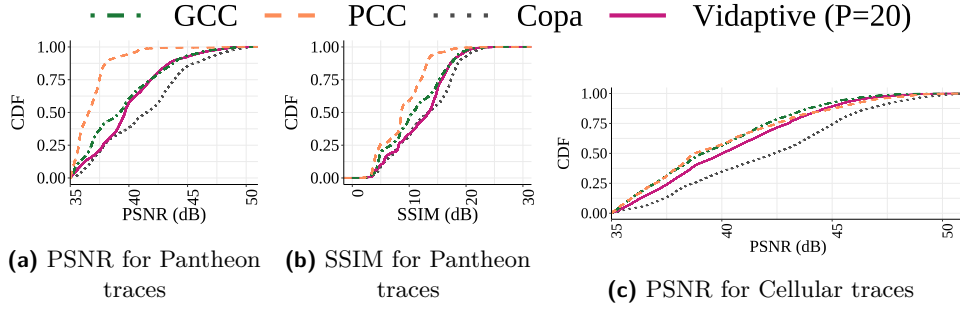 GCC PCC Copa Vidaptive (P=20)
1.00
0.75
0.50
0.25
0.00
CDF
35 40 45 50
PSNR (dB)
1.00
0.75
0.50
0.25
0.00
CDF
0 10 20 30
SSIM (dB)
1.00
0.75
0.50
0.25
0.00
CDF
35 40 45 50
PSNR (dB)
(a) PSNR for Pantheon
traces
(b) SSIM for Pantheon
traces
(c) PSNR for Cellular traces